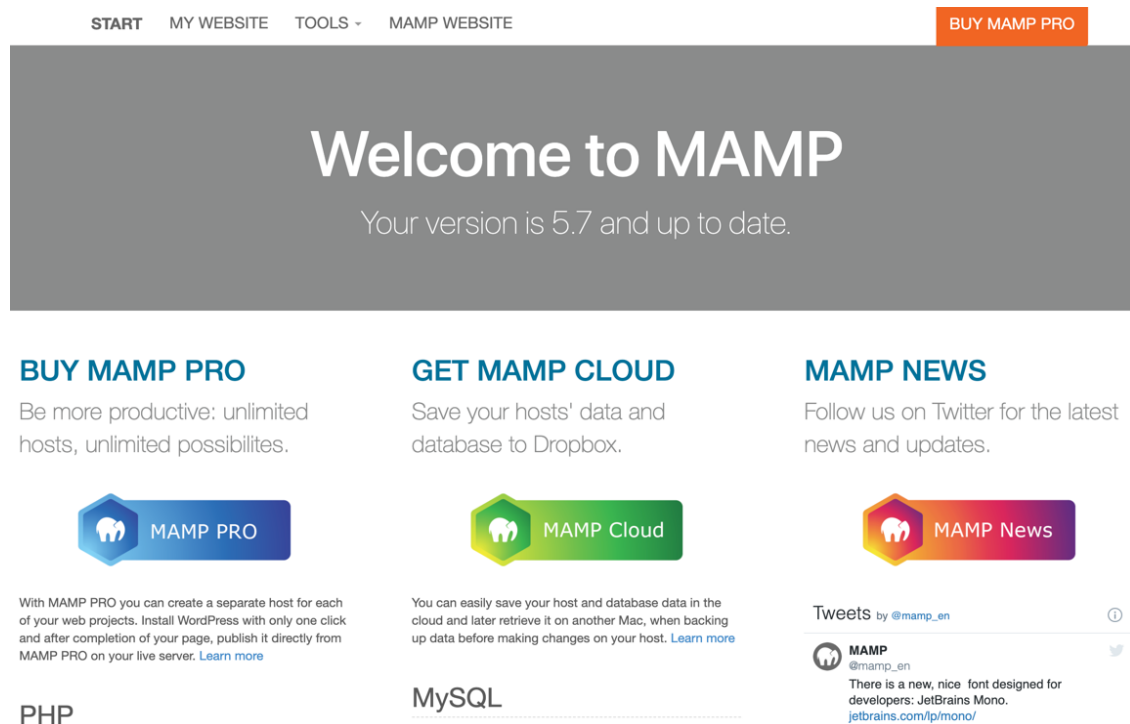 START MY WEBSITE TOOLS MAMP WEBSITE BUY MAMP PRO
Welcome to MAMP
Your version is 5.7 and up to date.
BUY MAMP PRO
Be more productive: unlimited
hosts, unlimited possibilites.
MAMP PRO
With MAMP PRO you can create a separate host for each
of your web projects. Install WordPress with only one click
and after completion of your page, publish it directly from
MAMP PRO on your live server. Learn more
PHP
GET MAMP CLOUD
Save your hosts' data and
database to Dropbox.
MAMP Cloud
You can easily save your host and database data in the
cloud and later retrieve it on another Mac, when backing
up data before making changes on your host. Learn more
MySQL
MAMP NEWS
Follow us on Twitter for the latest
news and updates.
MAMP News
Tweets by @mamp_en
MAMP
@mamp_en
There is a new, nice font designed for
developers: JetBrains Mono.
jetbrains.com/lp/mono/